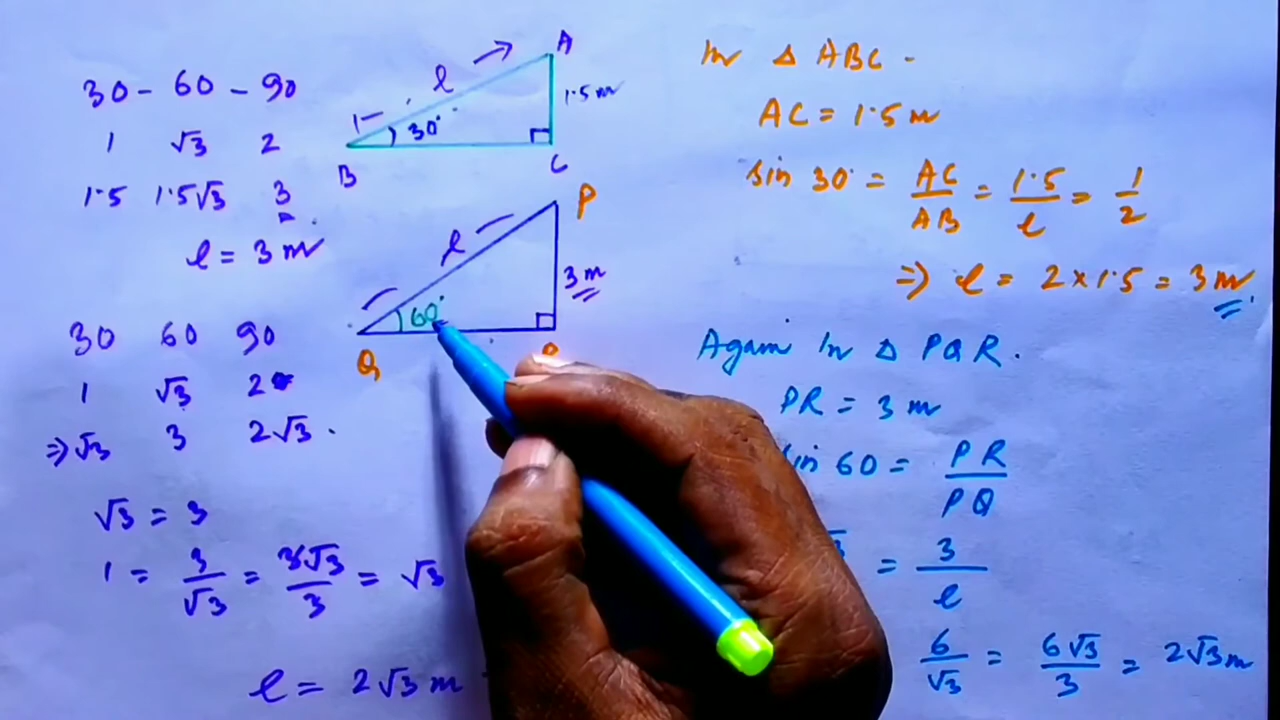 30 - 60 - 90
1 √3 2
1.5 1.5√3 3
l = 3 m
A
l
1.5 m
30°
B
C
P
l
3 m
60°
Q
30 60 90
1 √3 2
⇒ √3 3 2√3.
√3 = 3
1 = 3/√3 = 3√3/3 = √3
l = 2√3 m
In Δ ABC -
AC = 1.5 m
Sin 30° = AC/AB = 1.5/l = 1/2
⇒ l = 2 × 1.5 = 3 m
Again In Δ PQR.
PR = 3 m
60 = PR/PQ
= 3/l
6/√3 = 6√3/3 = 2√3 m